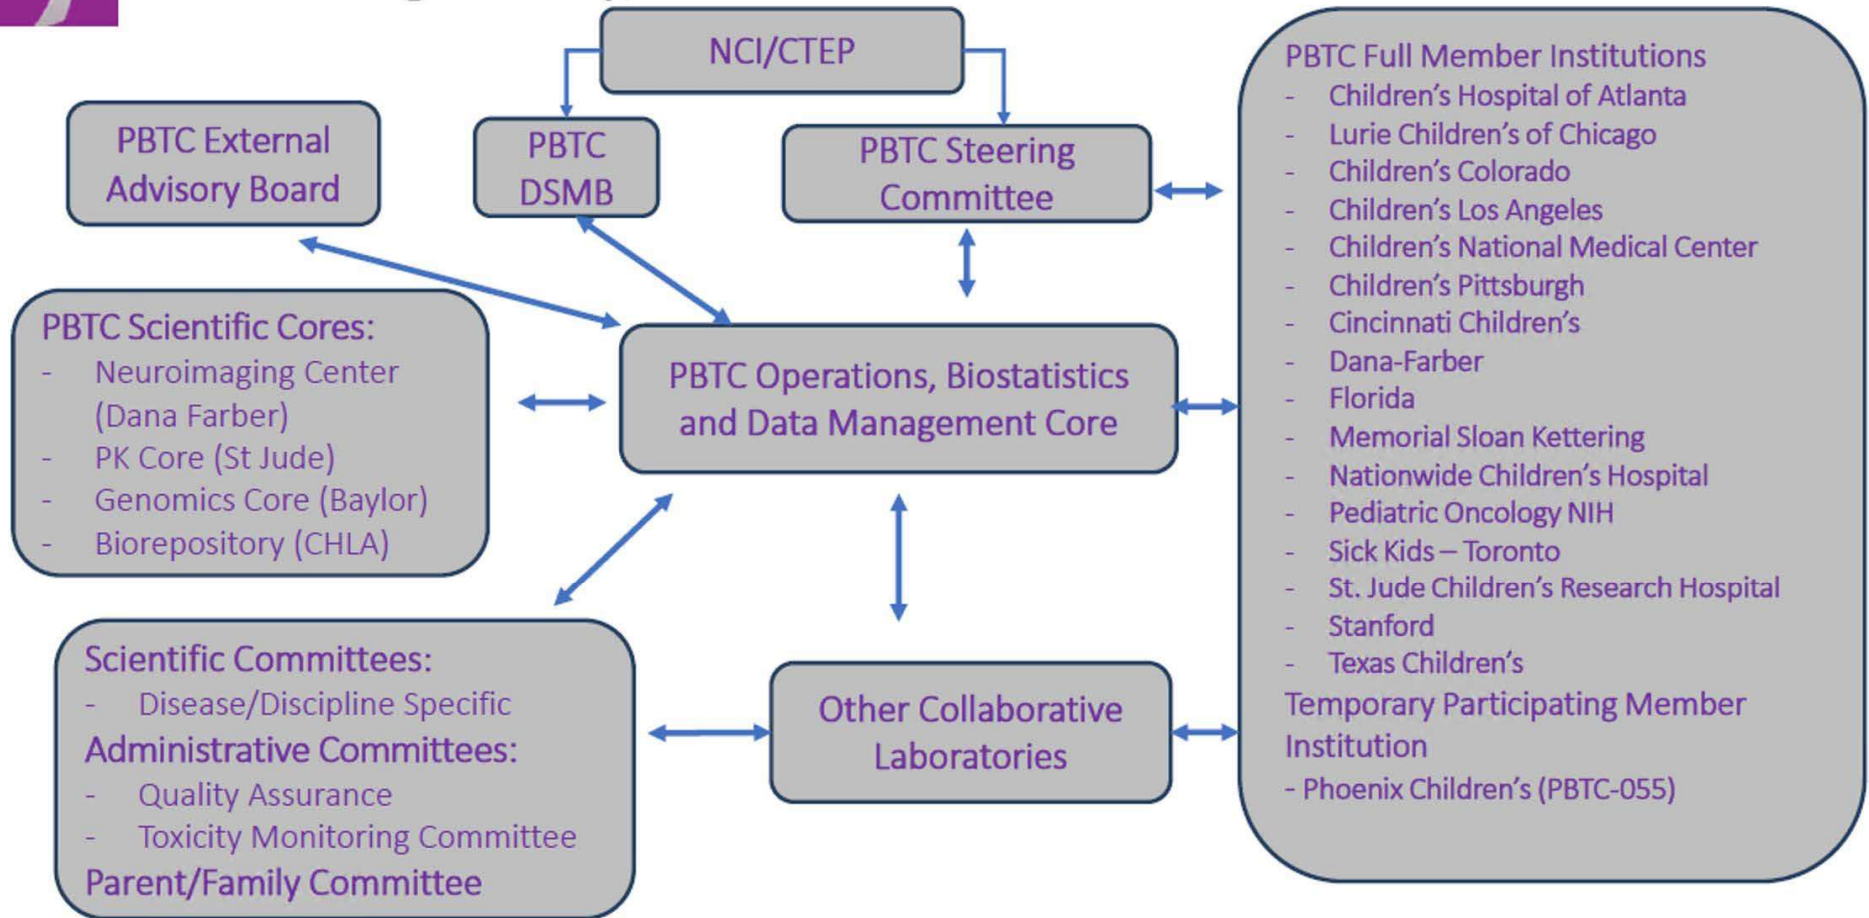 NCI/CTEP
PBTC External
Advisory Board
PBTC
DSMB
PBTC Steering
Committee
PBTC Scientific Cores:
- Neuroimaging Center
(Dana Farber)
- PK Core (St Jude)
- Genomics Core (Baylor)
- Biorepository (CHLA)
PBTC Operations, Biostatistics
and Data Management Core
Scientific Committees:
- Disease/Discipline Specific
Administrative Committees:
- Quality Assurance
- Toxicity Monitoring Committee
Parent/Family Committee
Other Collaborative
Laboratories
PBTC Full Member Institutions
- Children's Hospital of Atlanta
- Lurie Children's of Chicago
- Children's Colorado
- Children's Los Angeles
- Children's National Medical Center
- Children's Pittsburgh
- Cincinnati Children's
- Dana-Farber
- Florida
- Memorial Sloan Kettering
- Nationwide Children's Hospital
- Pediatric Oncology NIH
- Sick Kids – Toronto
- St. Jude Children's Research Hospital
- Stanford
- Texas Children's
Temporary Participating Member
Institution
- Phoenix Children's (PBTC-055)